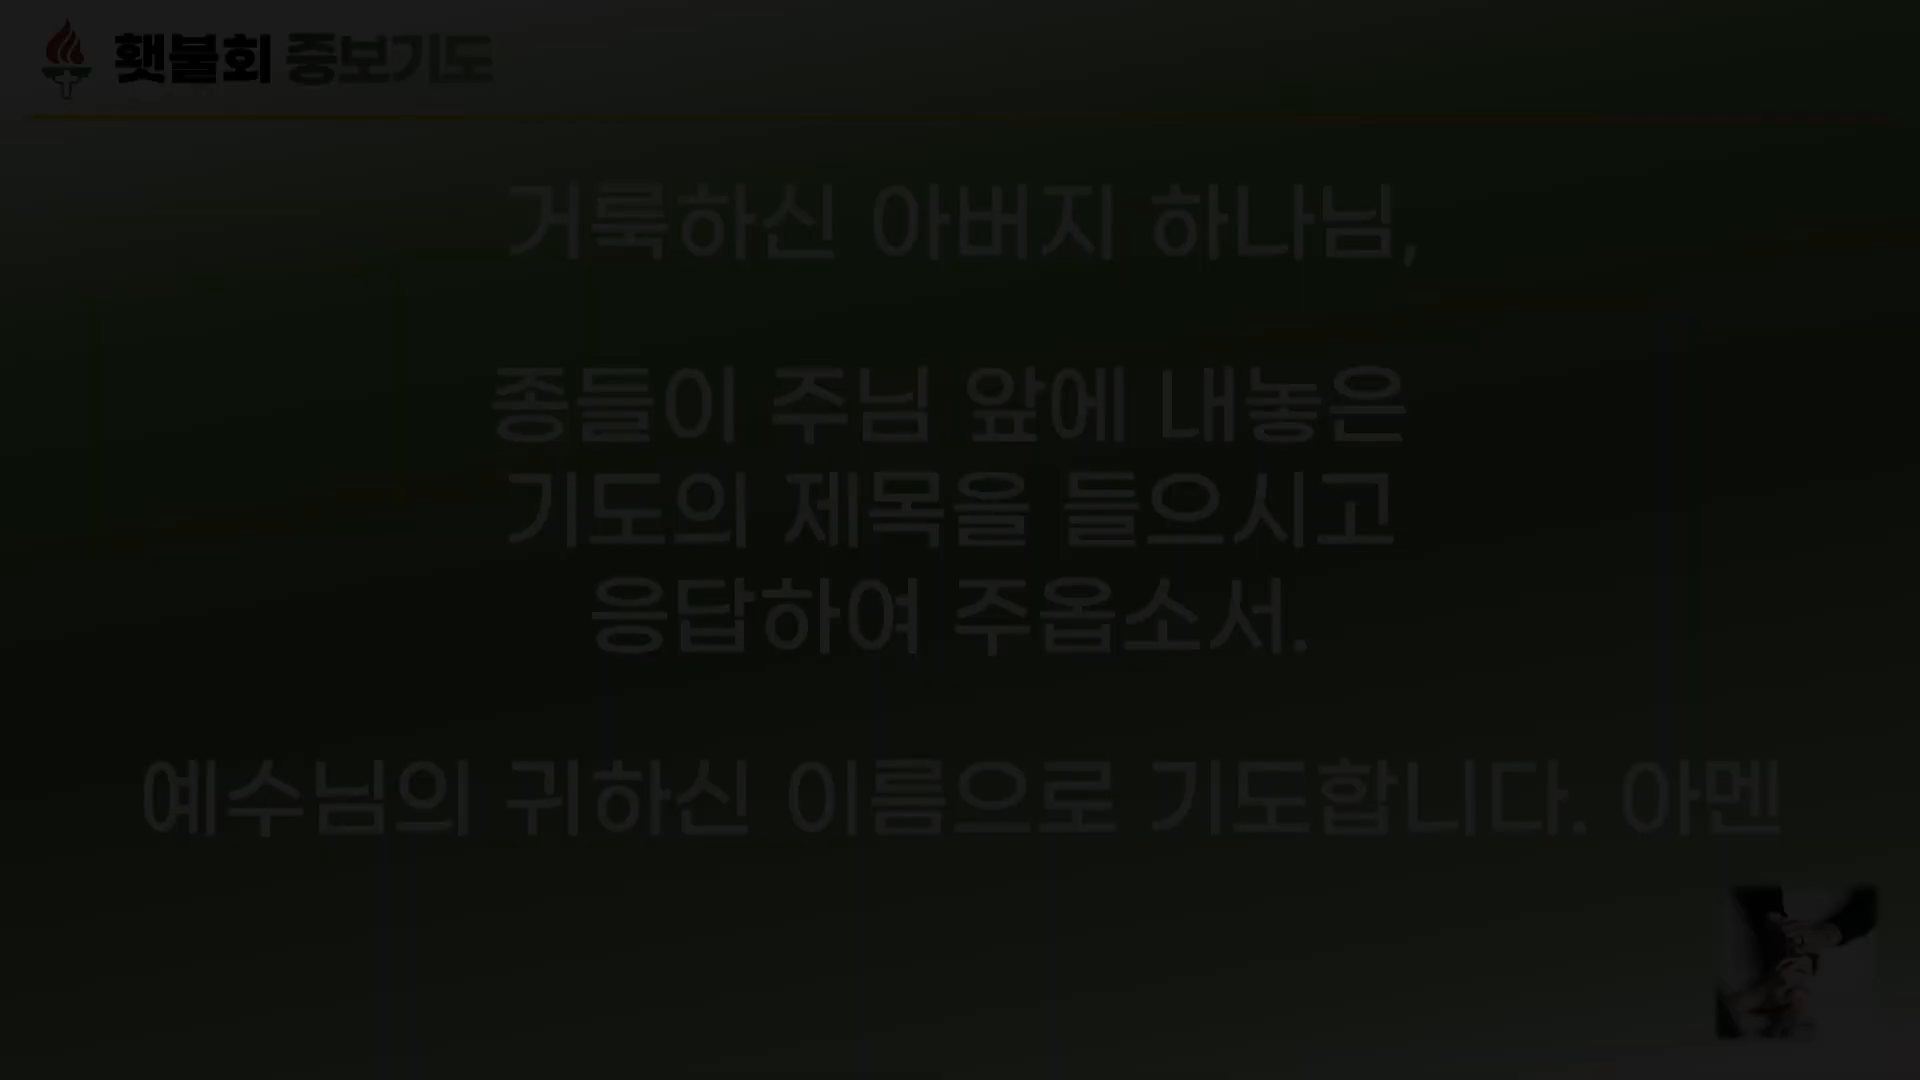 횃불회 중보기도
거룩하신 아버지 하나님,
종들이 주님 앞에 내놓은
기도의 제목을 들으시고
응답하여 주옵소서.
예수님의 귀하신 이름으로 기도합니다. 아멘